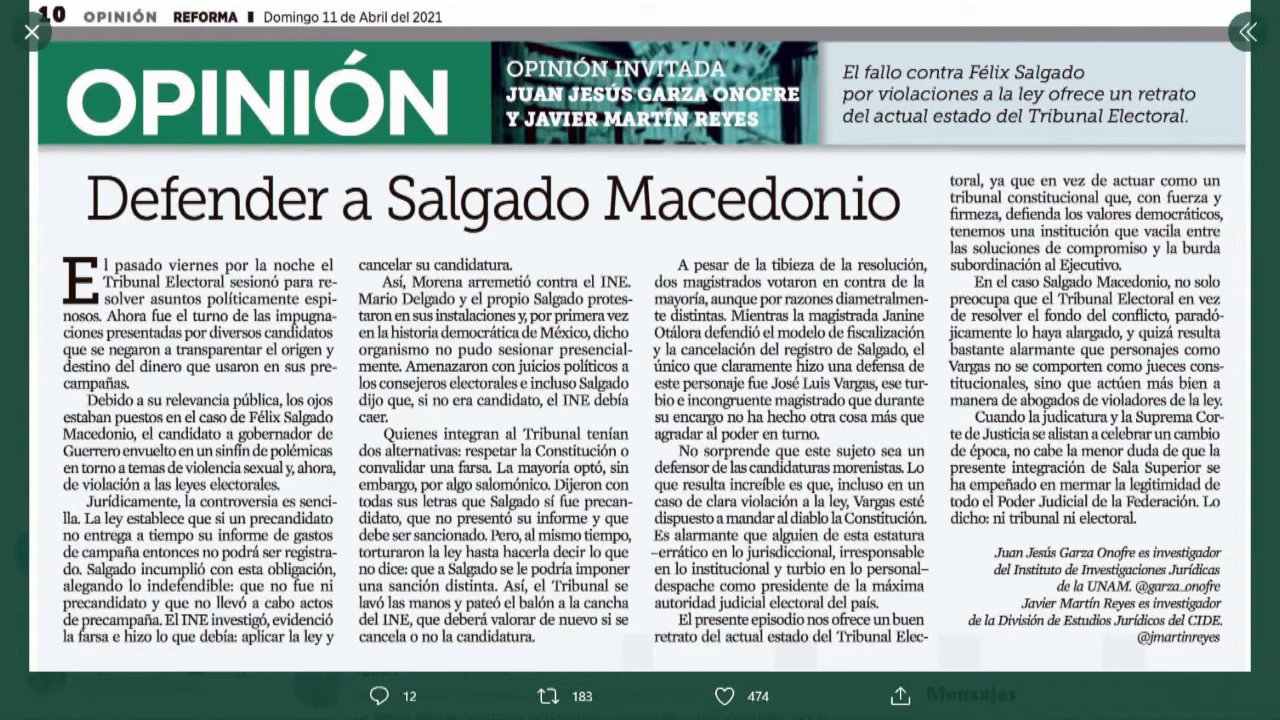 10 OPINIÓN REFORMA Domingo 11 de Abril del 2021
OPINIÓN
OPINIÓN INVITADA
JUAN JESÚS GARZA ONOFRE
Y JAVIER MARTÍN REYES
El fallo contra Félix Salgado
por violaciones a la ley ofrece un retrato
del actual estado del Tribunal Electoral.
Defender a Salgado Macedonio
El pasado viernes por la noche el
Tribunal Electoral sesionó para re-
solver asuntos políticamente espi-
nosos. Ahora fue el turno de las impugna-
ciones presentadas por diversos candidatos
que se negaron a transparentar el origen y
destino del dinero que usaron en sus pre-
campañas.
Debido a su relevancia pública, los ojos
estaban puestos en el caso de Félix Salgado
Macedonio, el candidato a gobernador de
Guerrero envuelto en un sinfín de polémicas
en torno a temas de violencia sexual y, ahora,
de violación a las leyes electorales.
Jurídicamente, la controversia es senci-
lla. La ley establece que si un precandidato
no entrega a tiempo su informe de gastos
de campaña entonces no podrá ser registra-
do. Salgado incumplió con esta obligación,
alegando lo indefendible: que no fue ni
precandidato y que no llevó a cabo actos
de precampaña. El INE investigó, evidenció
la farsa e hizo lo que debía: aplicar la ley y
cancelar su candidatura.
Así, Morena arremetió contra el INE.
Mario Delgado y el propio Salgado protes-
taron en sus instalaciones y, por primera vez
en la historia democrática de México, dicho
organismo no pudo sesionar presencial-
mente. Amenazaron con juicios políticos a
los consejeros electorales e incluso Salgado
dijo que, si no era candidato, el INE debía
caer.
Quienes integran al Tribunal tenían
dos alternativas: respetar la Constitución o
convalidar una farsa. La mayoría optó, sin
embargo, por algo salomónico. Dijeron con
todas sus letras que Salgado sí fue precan-
didato, que no presentó su informe y que
debe ser sancionado. Pero, al mismo tiempo,
torturaron la ley hasta hacerla decir lo que
no dice: que a Salgado se le podría imponer
una sanción distinta. Así, el Tribunal se
lavó las manos y pateó el balón a la cancha
del INE, que deberá valorar de nuevo si se
cancela o no la candidatura.
A pesar de la tibieza de la resolución,
dos magistrados votaron en contra de la
mayoría, aunque por razones diametralmen-
te distintas. Mientras la magistrada Janine
Otálora defendió el modelo de fiscalización
y la cancelación del registro de Salgado, el
único que claramente hizo una defensa de
este personaje fue José Luis Vargas, ese tur-
bio e incongruente magistrado que durante
su encargo no ha hecho otra cosa más que
agradar al poder en turno.
No sorprende que este sujeto sea un
defensor de las candidaturas morenistas. Lo
que resulta increíble es que, incluso en un
caso de clara violación a la ley, Vargas esté
dispuesto a mandar al diablo la Constitución.
Es alarmante que alguien de esta estatura
–errático en lo jurisdiccional, irresponsable
en lo institucional y turbio en lo personal–
despache como presidente de la máxima
autoridad judicial electoral del país.
El presente episodio nos ofrece un buen
retrato del actual estado del Tribunal Elec-
toral, ya que en vez de actuar como un
tribunal constitucional que, con fuerza y
firmeza, defienda los valores democráticos,
tenemos una institución que vacila entre
las soluciones de compromiso y la burda
subordinación al Ejecutivo.
En el caso Salgado Macedonio, no solo
preocupa que el Tribunal Electoral en vez
de resolver el fondo del conflicto, paradó-
jicamente lo haya alargado, y quizá resulta
bastante alarmante que personajes como
Vargas no se comporten como jueces cons-
titucionales, sino que actúen más bien a
manera de abogados de violadores de la ley.
Cuando la judicatura y la Suprema Cor-
te de Justicia se alistan a celebrar un cambio
de época, no cabe la menor duda de que la
presente integración de Sala Superior se
ha empeñado en mermar la legitimidad de
todo el Poder Judicial de la Federación. Lo
dicho: ni tribunal ni electoral.
Juan Jesús Garza Onofre es investigador
del Instituto de Investigaciones Jurídicas
de la UNAM. @garza_onofre
Javier Martín Reyes es investigador
de la División de Estudios Jurídicos del CIDE.
@jmartinreyes
12 183 474
Mensajes